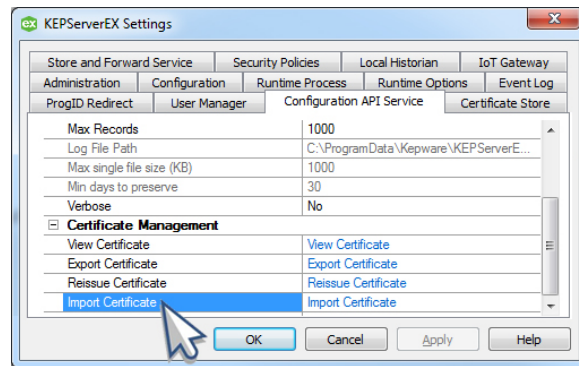 KEPServerEX Settings
Store and Forward Service Security Policies Local Historian IoT Gateway
Administration Configuration Runtime Process Runtime Options Event Log
ProgID Redirect User Manager Configuration API Service Certificate Store
Max Records 1000
Log File Path C:\ProgramData\Kepware\KEPServerE...
Max single file size (KB) 1000
Min days to preserve 30
Verbose No
Certificate Management
View Certificate View Certificate
Export Certificate Export Certificate
Reissue Certificate Reissue Certificate
Import Certificate Import Certificate
OK Cancel Apply Help